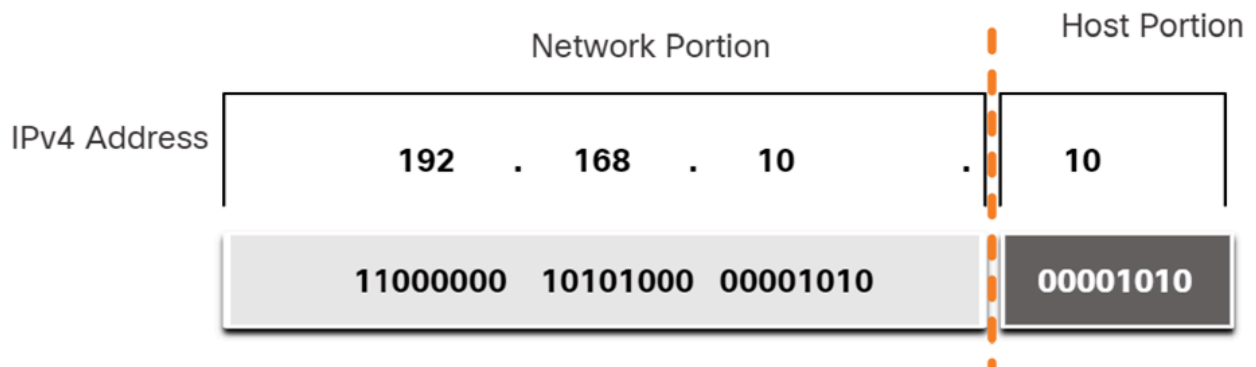 Host Portion
Network Portion
IPv4 Address
192 . 168 . 10 . 10
11000000 10101000 00001010 00001010